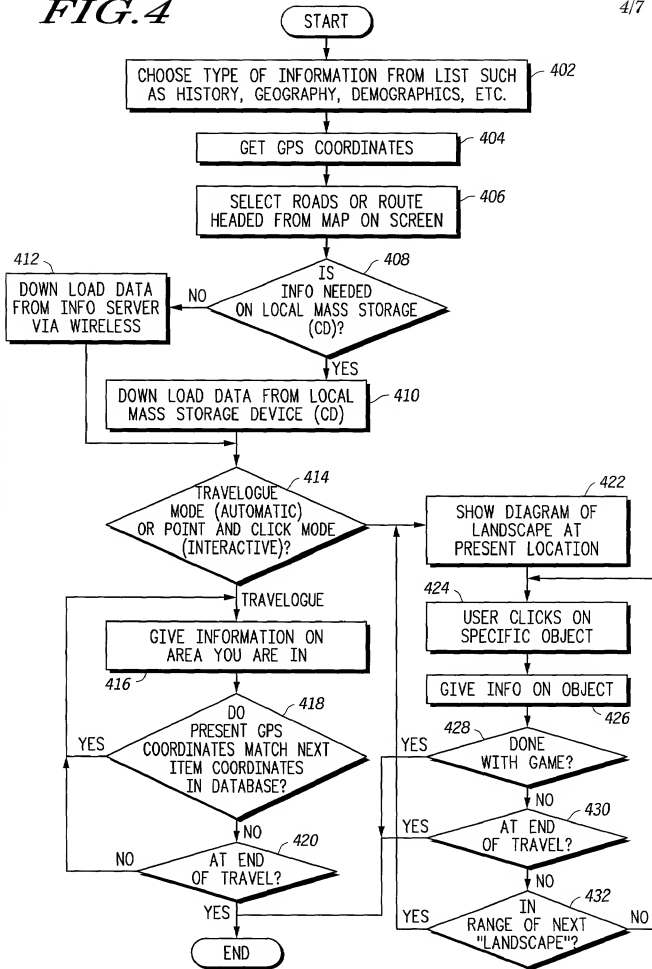 FIG.4
4/7
START
CHOOSE TYPE OF INFORMATION FROM LIST SUCH
AS HISTORY, GEOGRAPHY, DEMOGRAPHICS, ETC.
402
GET GPS COORDINATES
404
SELECT ROADS OR ROUTE
HEADED FROM MAP ON SCREEN
406
408
IS
INFO NEEDED
ON LOCAL MASS STORAGE
(CD)?
NO
412
DOWN LOAD DATA
FROM INFO SERVER
VIA WIRELESS
YES
DOWN LOAD DATA FROM LOCAL
MASS STORAGE DEVICE (CD)
410
414
TRAVELOGUE
MODE (AUTOMATIC)
OR POINT AND CLICK MODE
(INTERACTIVE)?
TRAVELOGUE
GIVE INFORMATION ON
AREA YOU ARE IN
416
418
DO
PRESENT GPS
COORDINATES MATCH NEXT
ITEM COORDINATES
IN DATABASE?
YES
NO
420
AT END
OF TRAVEL?
NO
YES
END
422
SHOW DIAGRAM OF
LANDSCAPE AT
PRESENT LOCATION
424
USER CLICKS ON
SPECIFIC OBJECT
GIVE INFO ON OBJECT
426
428
DONE
WITH GAME?
YES
NO
430
AT END
OF TRAVEL?
YES
NO
432
IN
RANGE OF NEXT
"LANDSCAPE"?
YES
NO